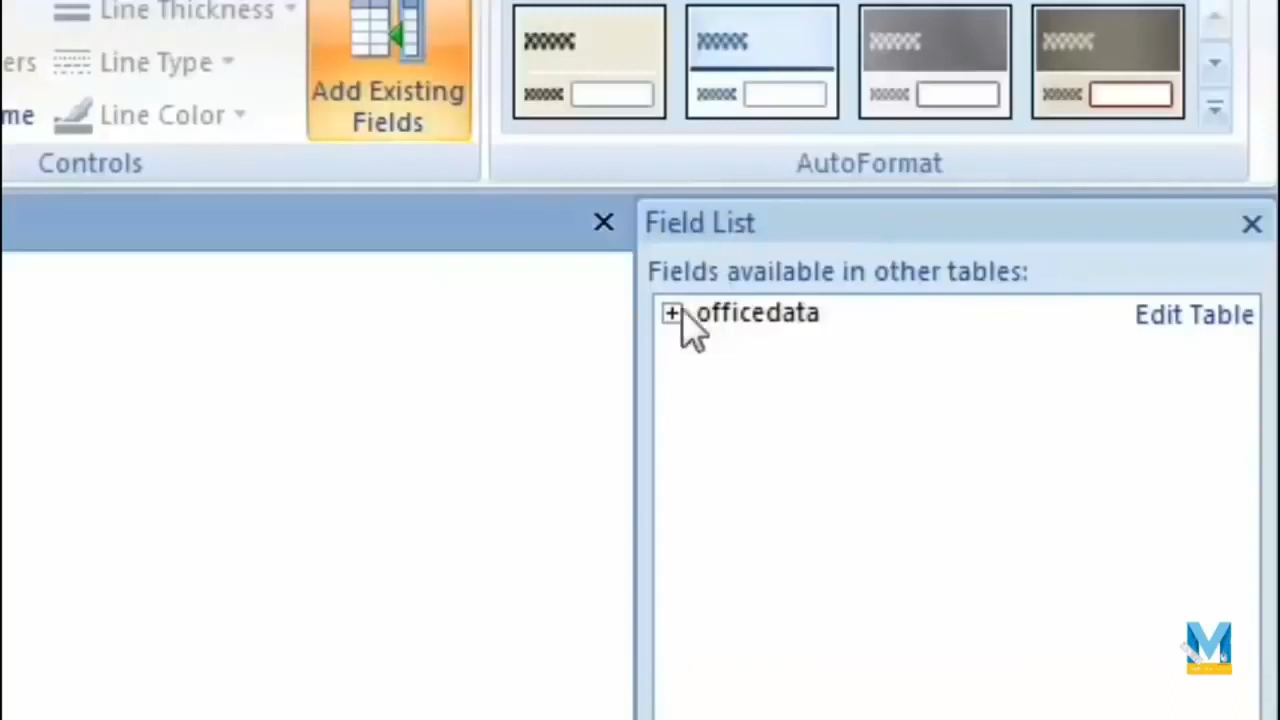 Line Thickness
ers Line Type
me Line Color
Add Existing
Fields
Controls
AutoFormat
Field List
Fields available in other tables:
officedata Edit Table